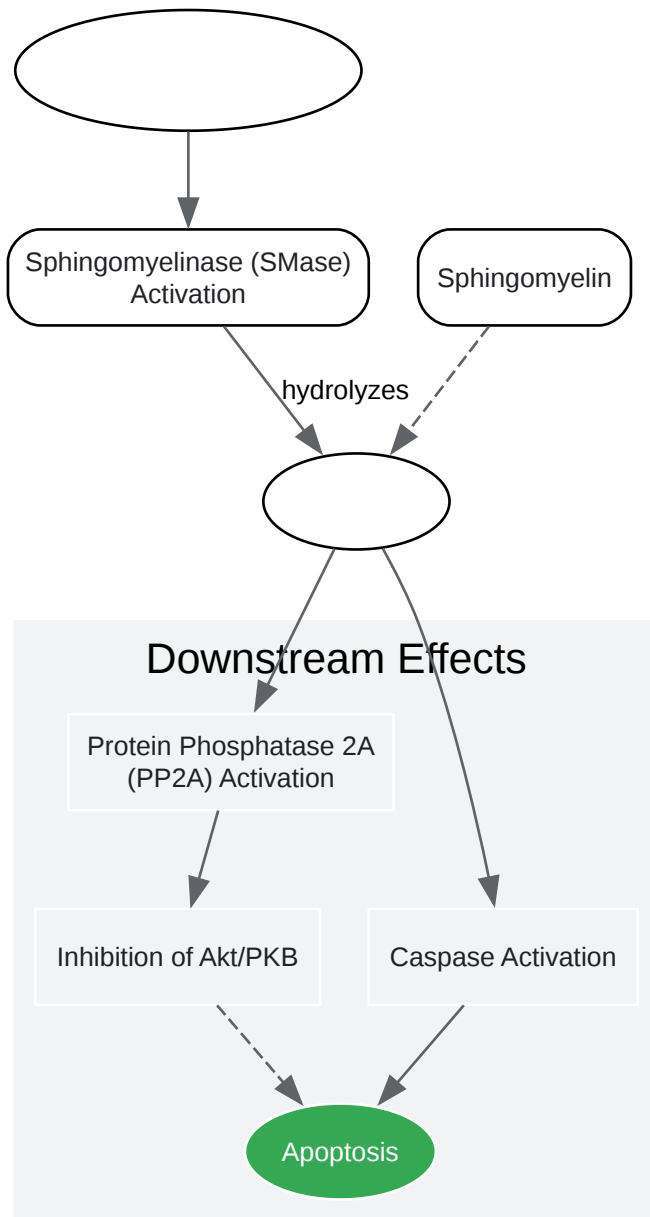 Sphingomyelinase (SMase)
Activation
Sphingomyelin
hydrolyzes
Downstream Effects
Protein Phosphatase 2A
(PP2A) Activation
Inhibition of Akt/PKB
Caspase Activation
Apoptosis